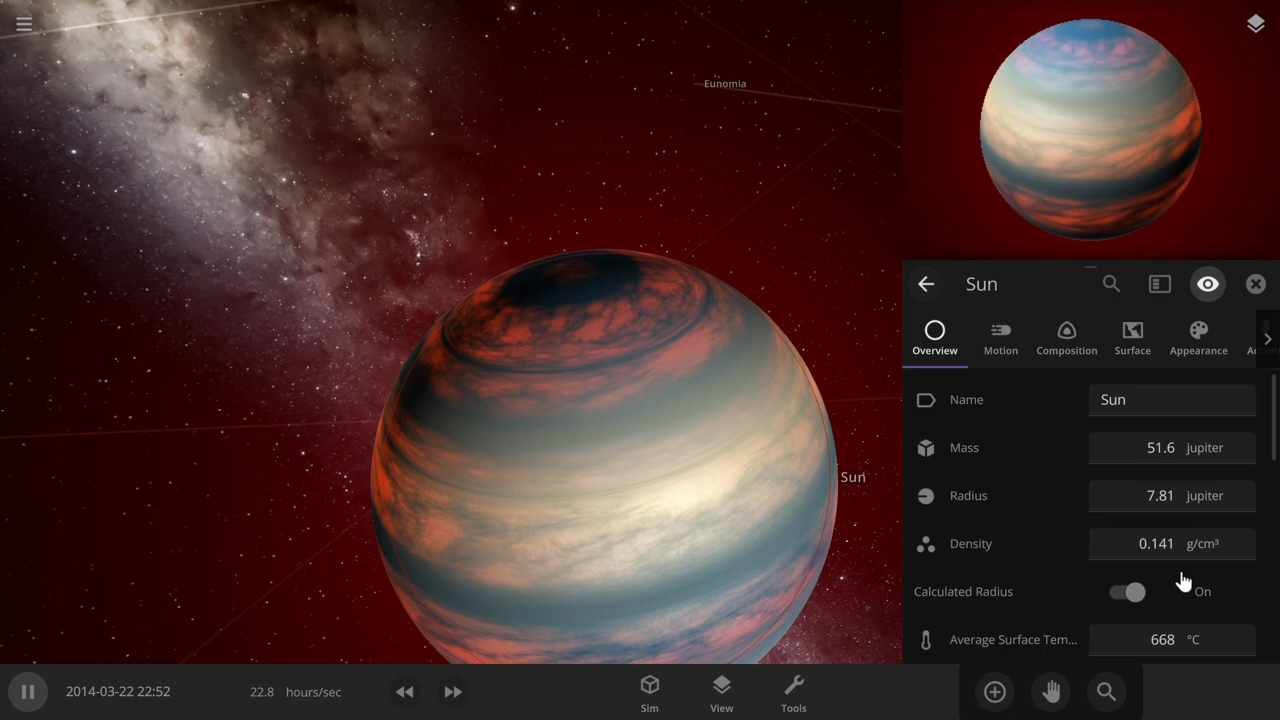 Eunomia
Sun
Sun
Overview
Motion
Composition
Surface
Appearance
Name
Sun
Mass
51.6 jupiter
Radius
7.81 jupiter
Density
0.141 g/cm³
Calculated Radius
On
Average Surface Tem...
668 °C
2014-03-22 22:52
22.8 hours/sec
Sim
View
Tools